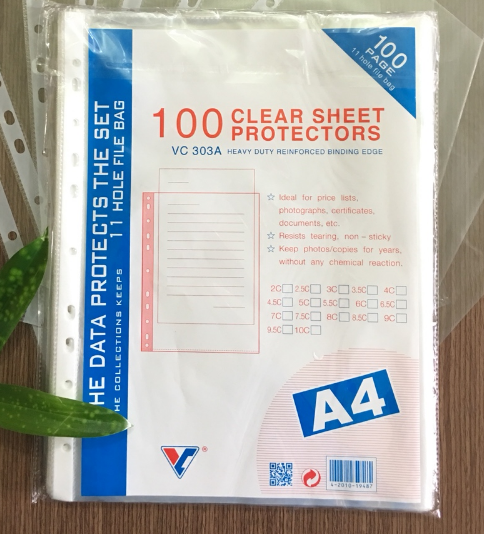 100
PAGE
11 hole file bag
100 CLEAR SHEET
PROTECTORS
VC 303A HEAVY DUTY REINFORCED BINDING EDGE
☆ Ideal for price lists,
photographs, certificates,
documents, etc.
☆ Resists tearing, non-sticky
☆ Keep photos/copies for years,
without any chemical reaction.
2C 2.5C 3C 3.5C 4C
4.5C 5C 5.5C 6C 6.5C
7C 7.5C 8C 8.5C 9C
9.5C 10C
A4
HE DATA PROTECTS THE SET
HE COLLECTIONS KEEPS 11 HOLE FILE BAG
VC ®